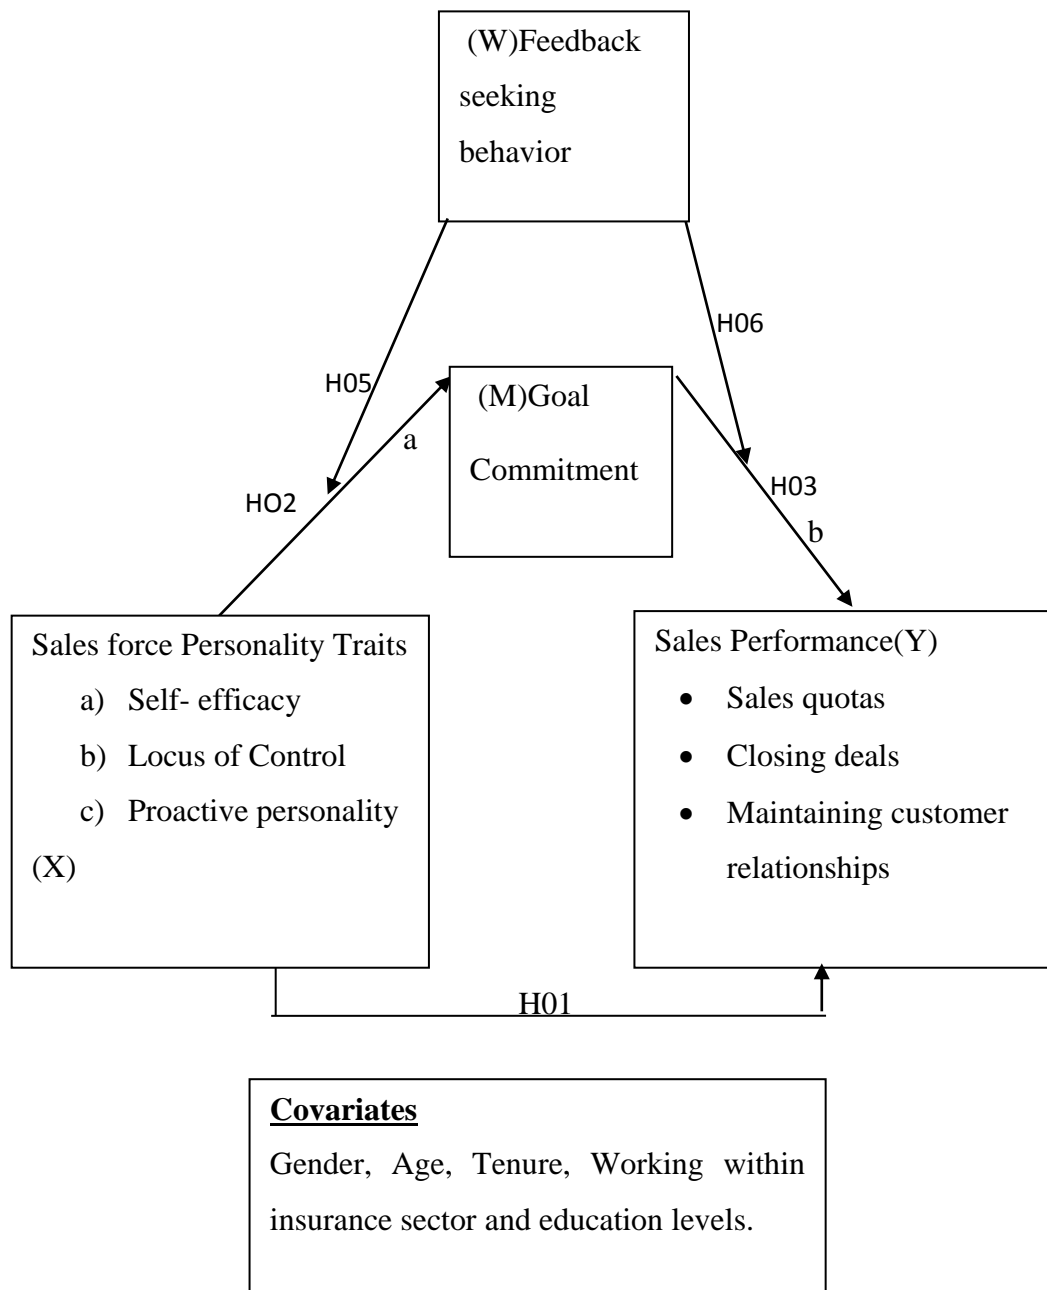 (W)Feedback
seeking
behavior
H06
H05
(M)Goal
Commitment
a
HO2
H03
b
Sales force Personality Traits
a) Self- efficacy
b) Locus of Control
c) Proactive personality
(X)
Sales Performance(Y)
• Sales quotas
• Closing deals
• Maintaining customer
relationships
H01
Covariates
Gender, Age, Tenure, Working within
insurance sector and education levels.